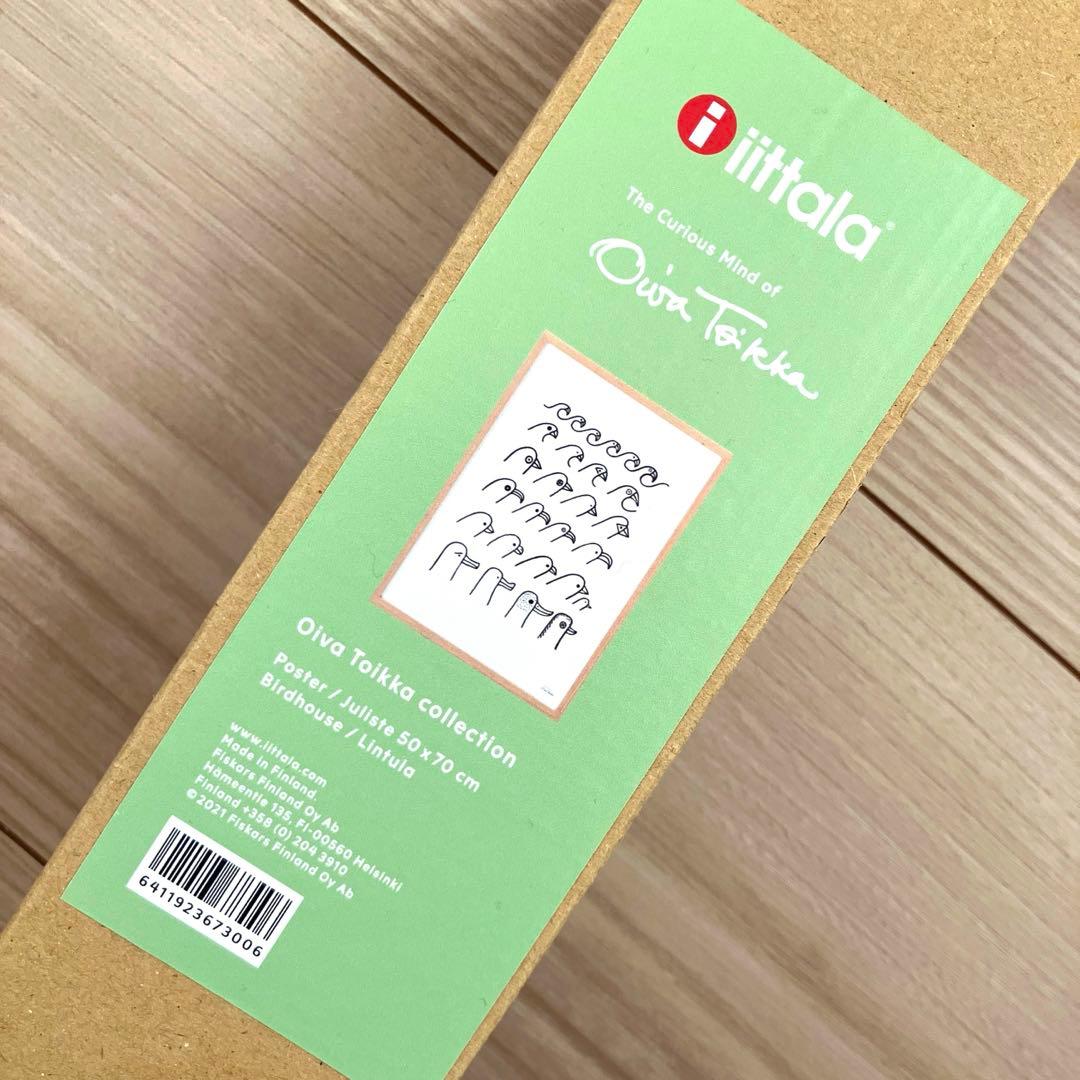 i iittala®
The Curious Mind of
Oiva Toikka
Oiva Toikka collection
Poster / Juliste 50 x 70 cm
Birdhouse / Lintula
www.iittala.com
Made in Finland.
Fiskars Finland Oy Ab
Hämeentie 135, FI-00560 Helsinki
Finland +358 (0) 204 3910
©2021 Fiskars Finland Oy Ab
6411923673006